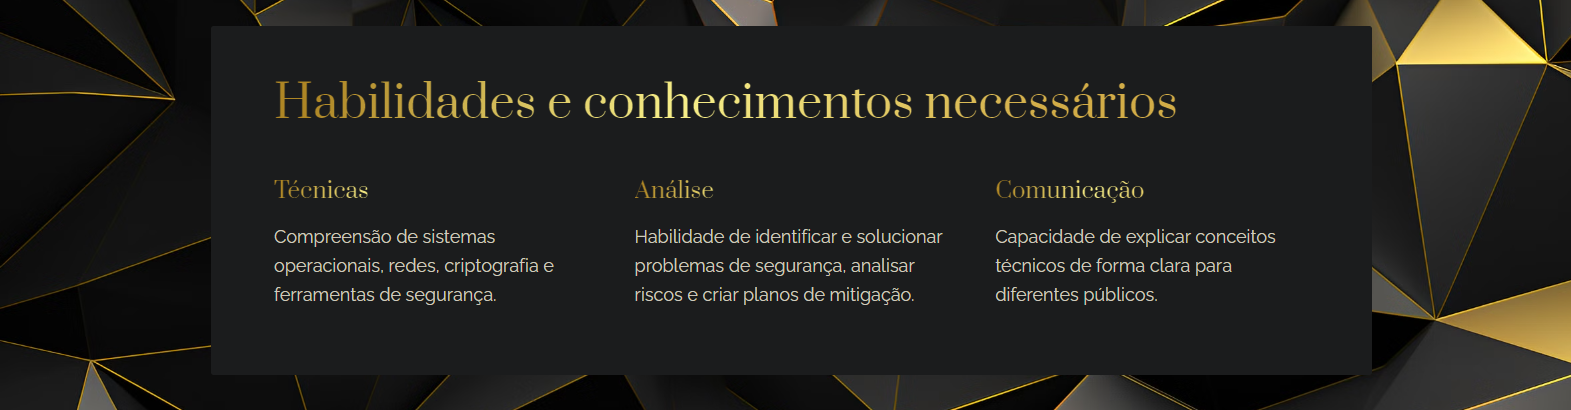 Habilidades e conhecimentos necessários
Técnicas
Compreensão de sistemas
operacionais, redes, criptografia e
ferramentas de segurança.
Análise
Habilidade de identificar e solucionar
problemas de segurança, analisar
riscos e criar planos de mitigação.
Comunicação
Capacidade de explicar conceitos
técnicos de forma clara para
diferentes públicos.